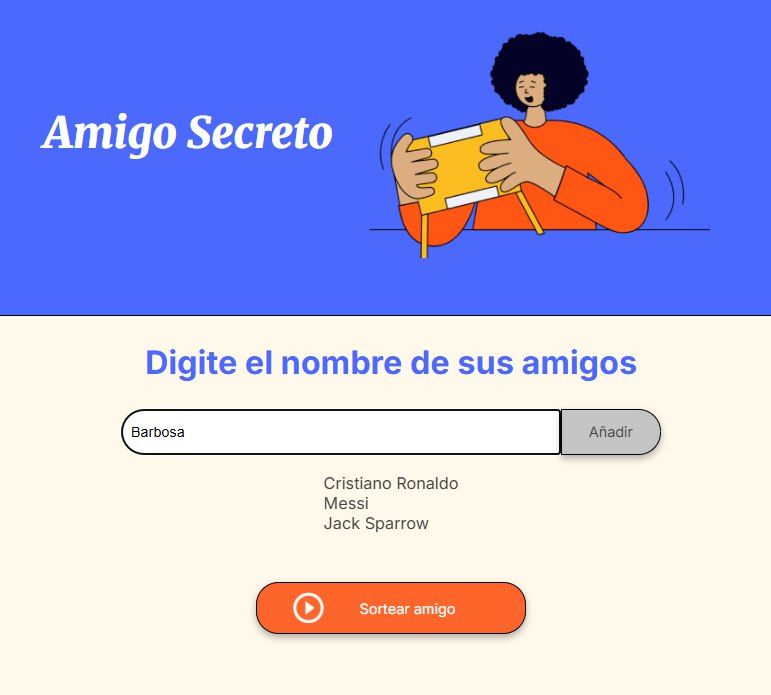 Amigo Secreto
Digite el nombre de sus amigos
Barbosa
Añadir
Cristiano Ronaldo
Messi
Jack Sparrow
Sortear amigo